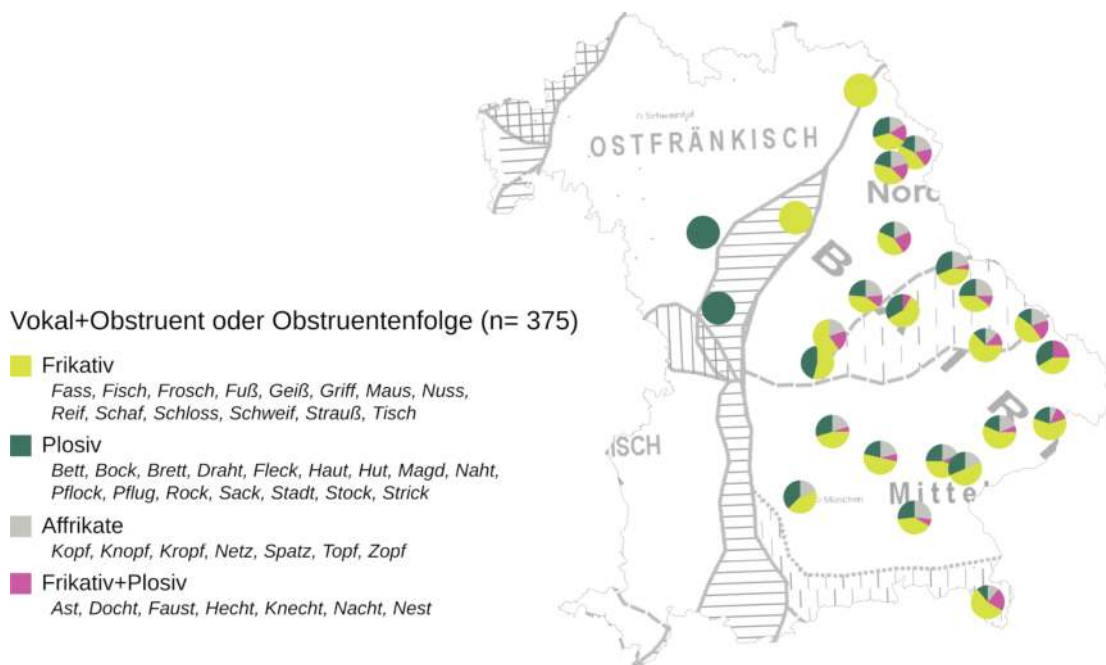 Schweinfurt
OSTFRÄNKISCH
Nord
B
A
I
R
ISCH
Mittel
München
Vokal+Obstruent oder Obstruentenfolge (n= 375)
Frikativ
Fass, Fisch, Frosch, Fuß, Geiß, Griff, Maus, Nuss,
Reif, Schaf, Schloss, Schweif, Strauß, Tisch
Plosiv
Bett, Bock, Brett, Draht, Fleck, Haut, Hut, Magd, Naht,
Pflock, Pflug, Rock, Sack, Stadt, Stock, Strick
Affrikate
Kopf, Knopf, Kropf, Netz, Spatz, Topf, Zopf
Frikativ+Plosiv
Ast, Docht, Faust, Hecht, Knecht, Nacht, Nest